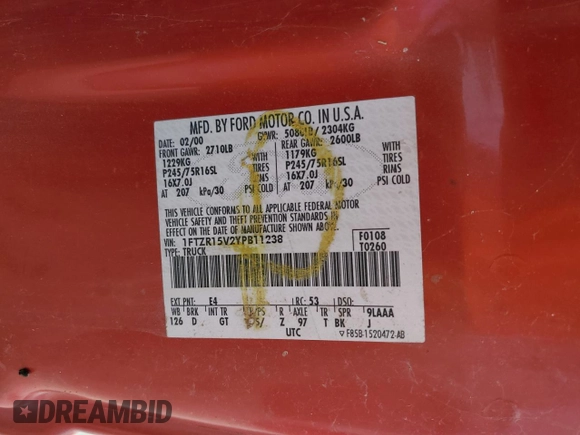 MFD. BY FORD MOTOR CO. IN U.S.A.
DATE: 02/00 GVWR: 5080LB / 2304KG
FRONT GAWR: 2710LB REAR GAWR: 2600LB
1229KG WITH 1179KG WITH
P245/75R16SL TIRES P245/75R16SL TIRES
16X7.0J RIMS 16X7.0J RIMS
AT 207 kPa/30 PSI COLD AT 207 kPa/30 PSI COLD
THIS VEHICLE CONFORMS TO ALL APPLICABLE FEDERAL MOTOR
VEHICLE SAFETY AND THEFT PREVENTION STANDARDS IN
EFFECT ON THE DATE OF MANUFACTURE SHOWN ABOVE.
VIN: 1FTZR15V2YPB11238 F0108
TYPE: TRUCK T0260
EXT PNT: E4 RC: 53 DSO:
WB BRK INT TR R AXLE TR SPR 9LAAA
126 D GT Z 97 T BK J
UTC F85B-1520472-AB
DREAMBID